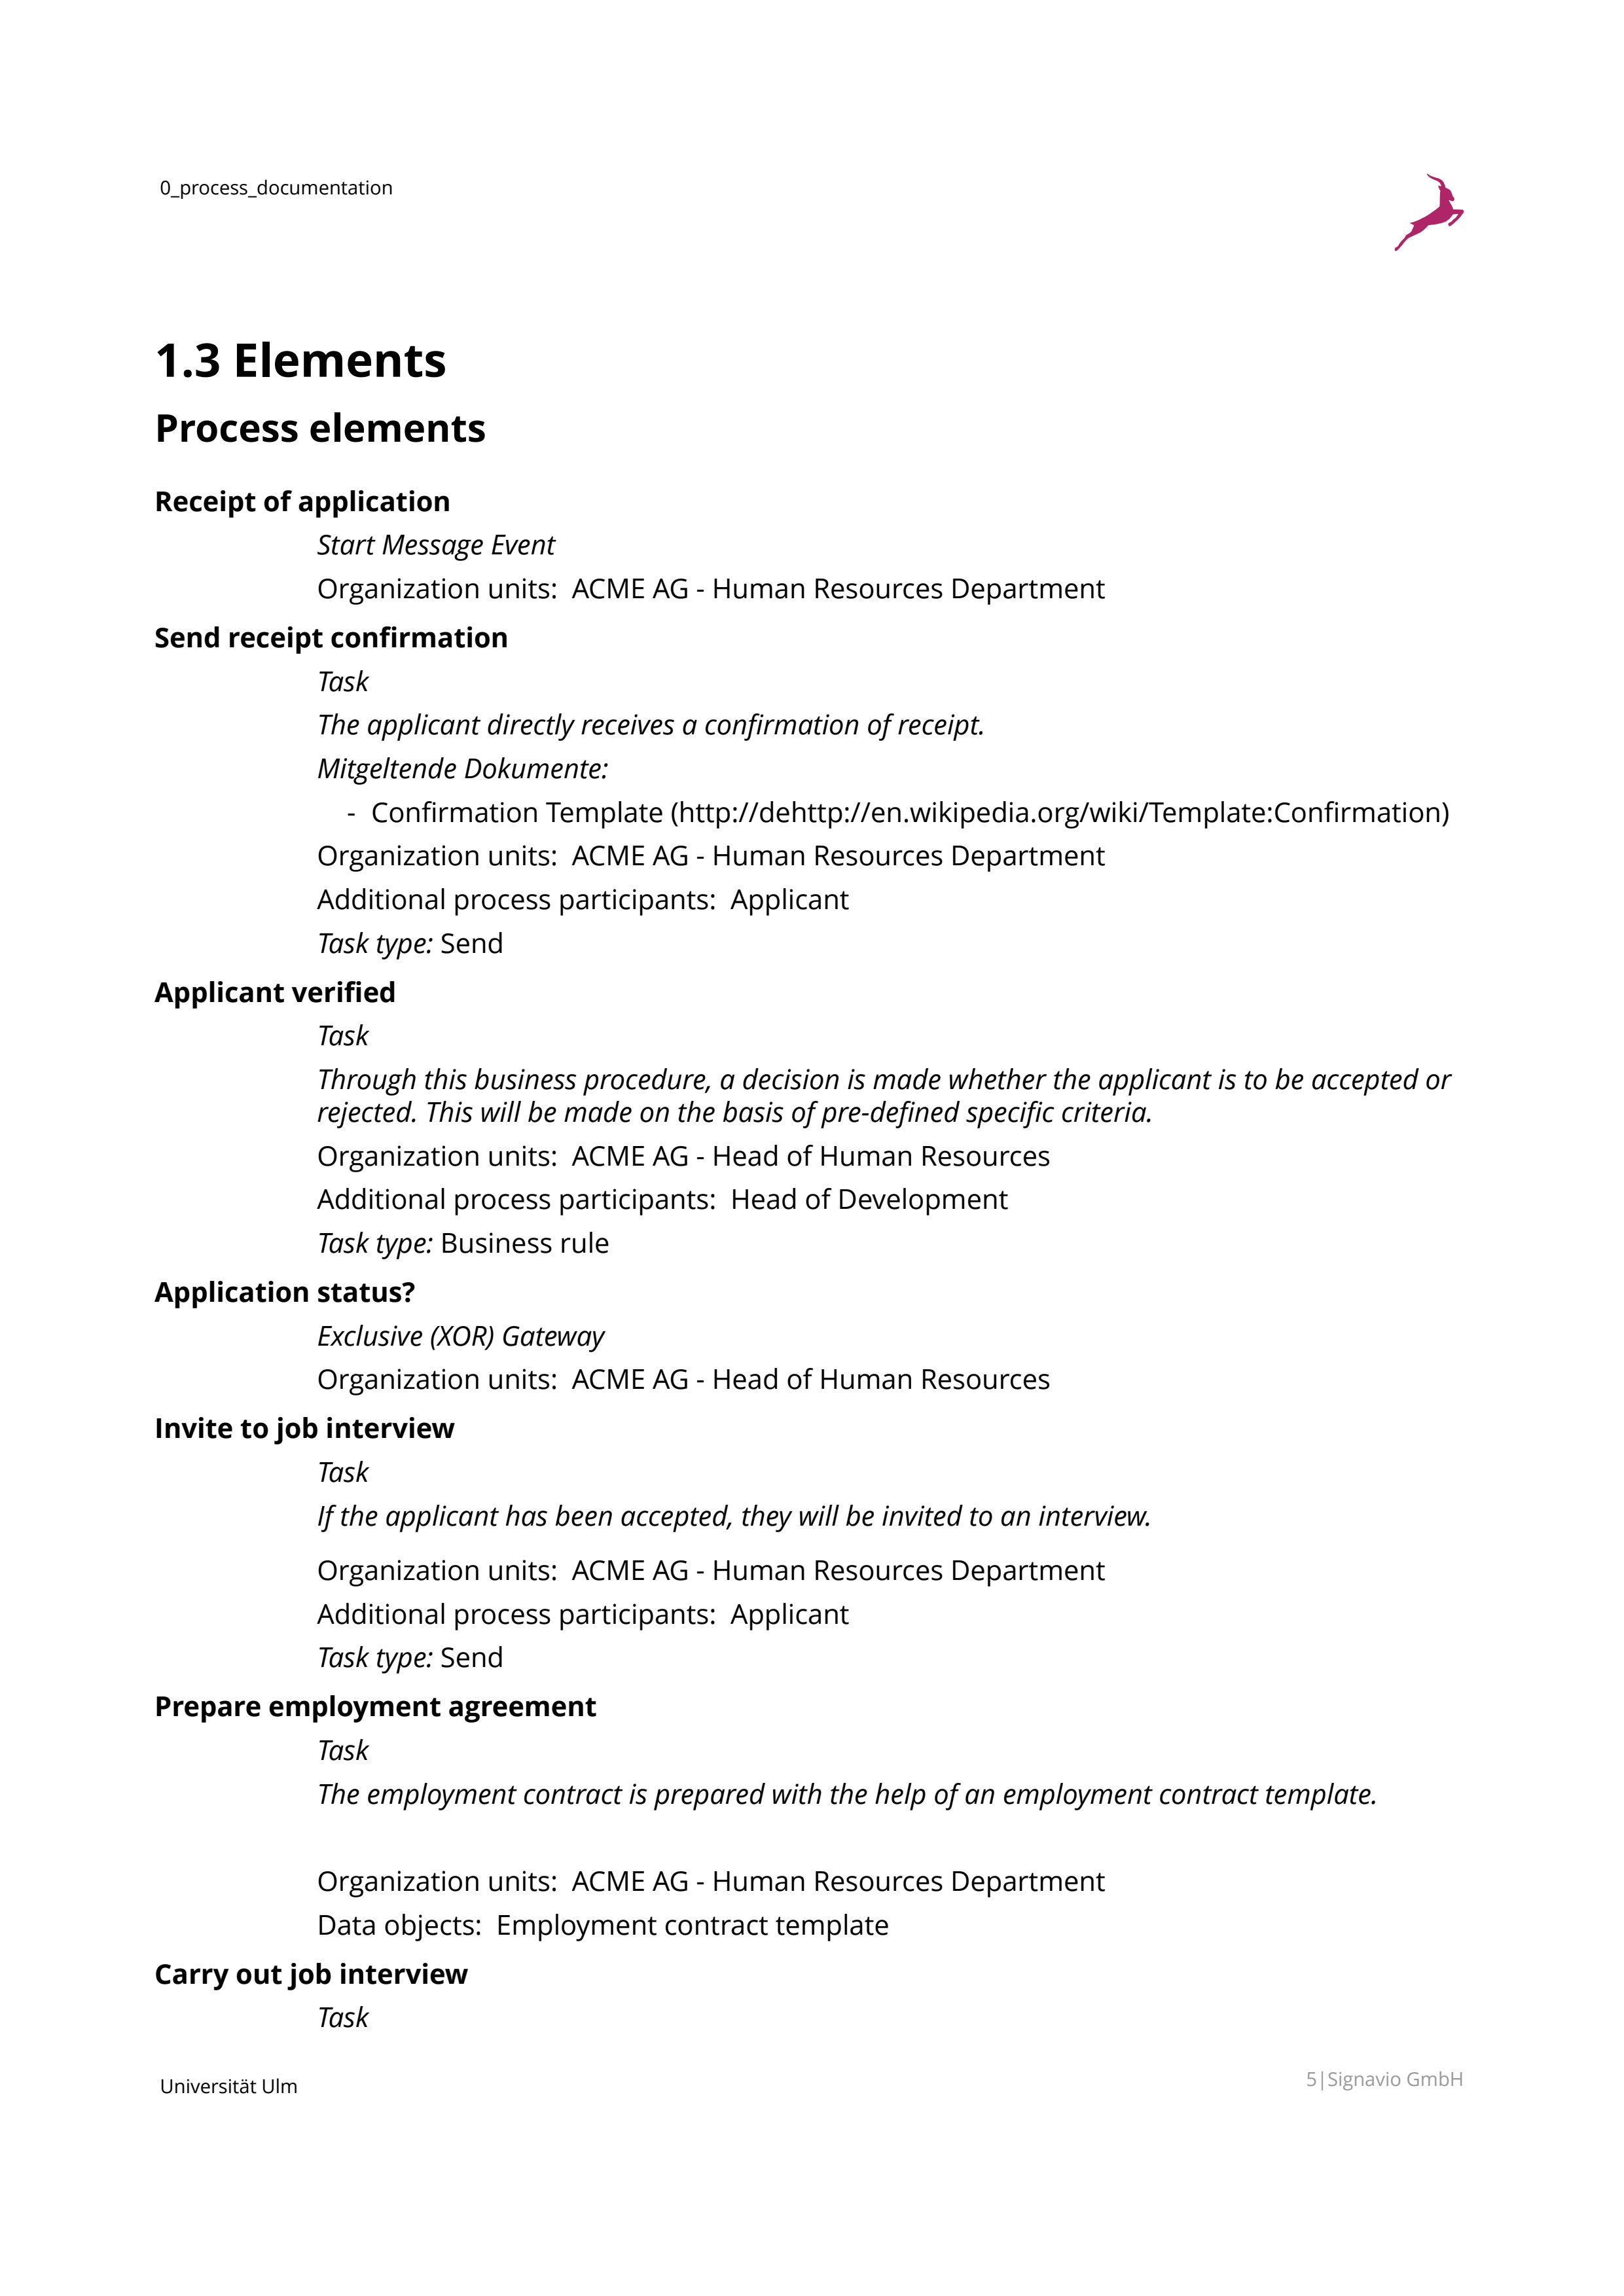 0_process_documentation
1.3 Elements
Process elements
Receipt of application
Start Message Event
Organization units:  ACME AG - Human Resources Department
Send receipt confirmation
Task
The applicant directly receives a confirmation of receipt.
Mitgeltende Dokumente:
- Confirmation Template (http://dehttp://en.wikipedia.org/wiki/Template:Confirmation)
Organization units:  ACME AG - Human Resources Department
Additional process participants:  Applicant
Task type: Send
Applicant verified
Task
Through this business procedure, a decision is made whether the applicant is to be accepted or
rejected. This will be made on the basis of pre-defined specific criteria.
Organization units:  ACME AG - Head of Human Resources
Additional process participants:  Head of Development
Task type: Business rule
Application status?
Exclusive (XOR) Gateway
Organization units:  ACME AG - Head of Human Resources
Invite to job interview
Task
If the applicant has been accepted, they will be invited to an interview.
Organization units:  ACME AG - Human Resources Department
Additional process participants:  Applicant
Task type: Send
Prepare employment agreement
Task
The employment contract is prepared with the help of an employment contract template.
Organization units:  ACME AG - Human Resources Department
Data objects:  Employment contract template
Carry out job interview
Task
Universität Ulm
5|Signavio GmbH